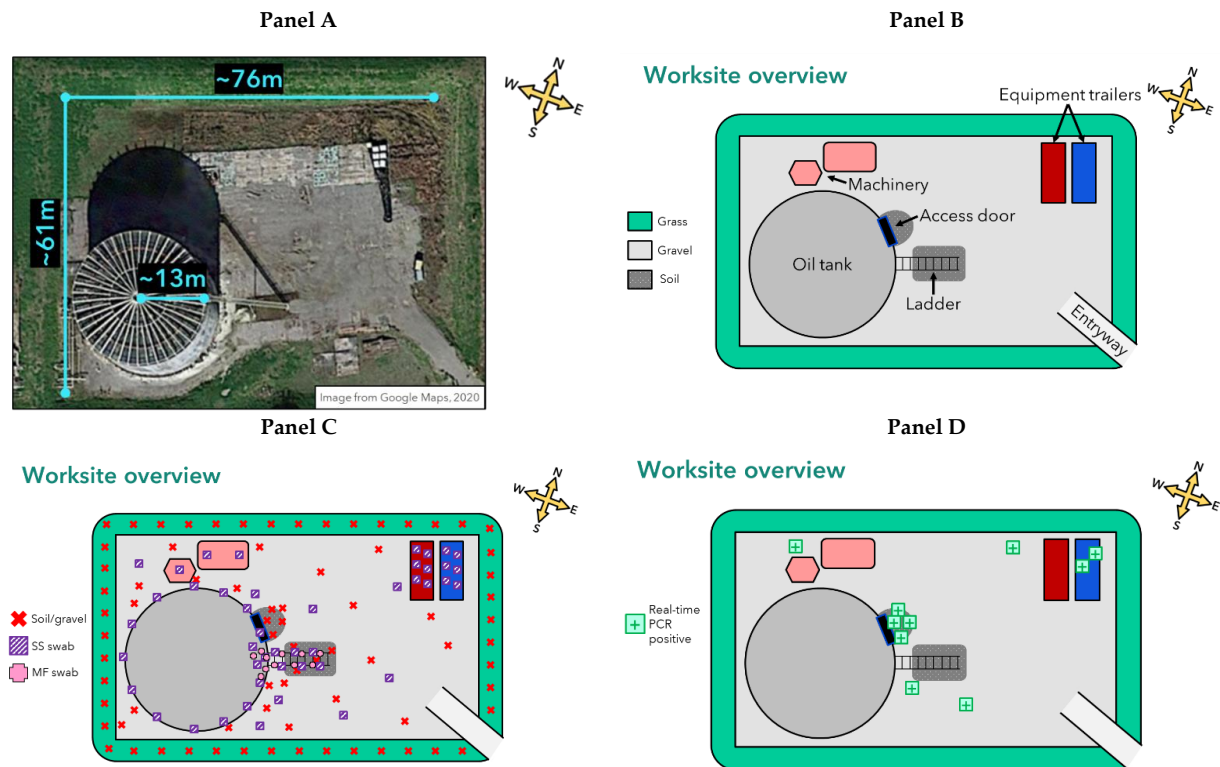 Panel A
~76m
~61m
~13m
N
W
E
S
Image from Google Maps, 2020
Panel B
Worksite overview
N
W
E
S
Equipment trailers
Machinery
Access door
Grass
Gravel
Soil
Oil tank
Ladder
Entryway
Panel C
Worksite overview
N
W
E
S
Soil/gravel
SS swab
MF swab
Panel D
Worksite overview
N
W
E
S
Real-time
PCR
positive